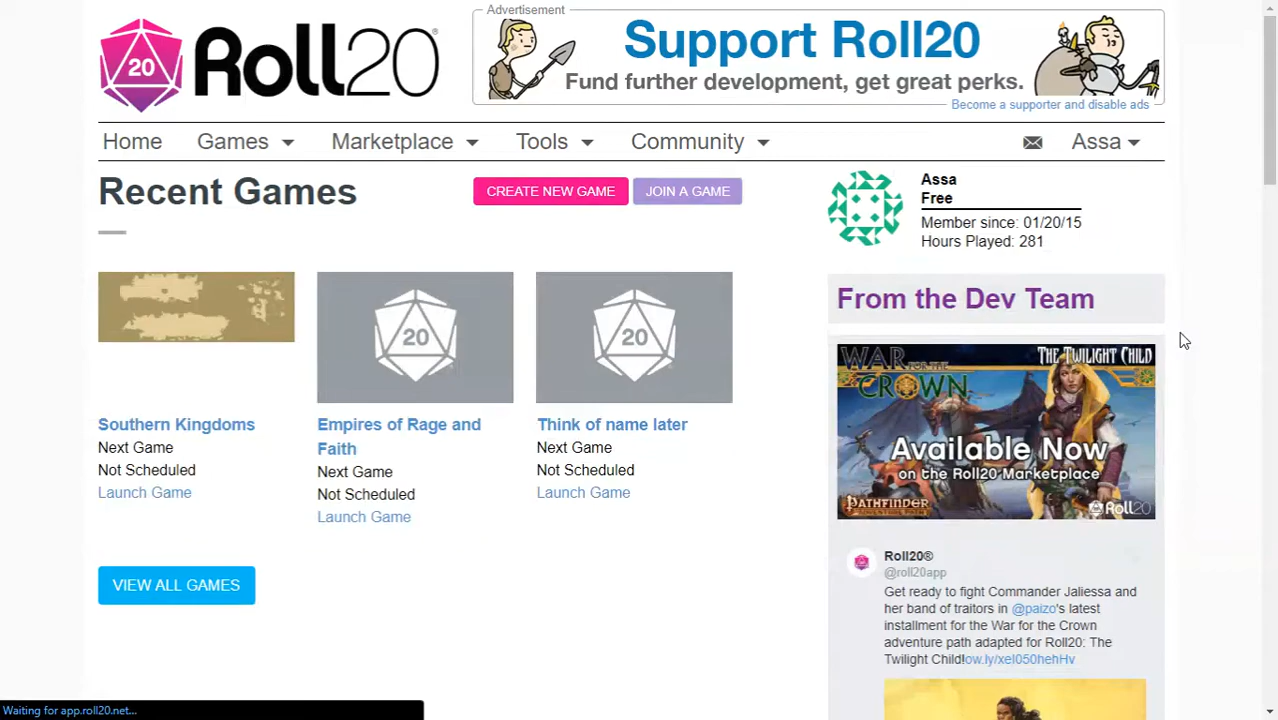 Advertisement
20
Roll20®
Support Roll20
Fund further development, get great perks.
Become a supporter and disable ads
Home
Games
Marketplace
Tools
Community
Assa
Recent Games
CREATE NEW GAME
JOIN A GAME
Assa
Free
Member since: 01/20/15
Hours Played: 281
20
20
Southern Kingdoms
Next Game
Not Scheduled
Launch Game
Empires of Rage and
Faith
Next Game
Not Scheduled
Launch Game
Think of name later
Next Game
Not Scheduled
Launch Game
VIEW ALL GAMES
From the Dev Team
WAR FOR THE
CROWN
THE TWILIGHT CHILD
Available Now
on the Roll20 Marketplace
PATHFINDER
ADVENTURE PATH
Roll20
Roll20®
@roll20app
Get ready to fight Commander Jaliessa and
her band of traitors in @paizo's latest
installment for the War for the Crown
adventure path adapted for Roll20: The
Twilight Child!ow.ly/xeI050hehHv
Waiting for app.roll20.net...